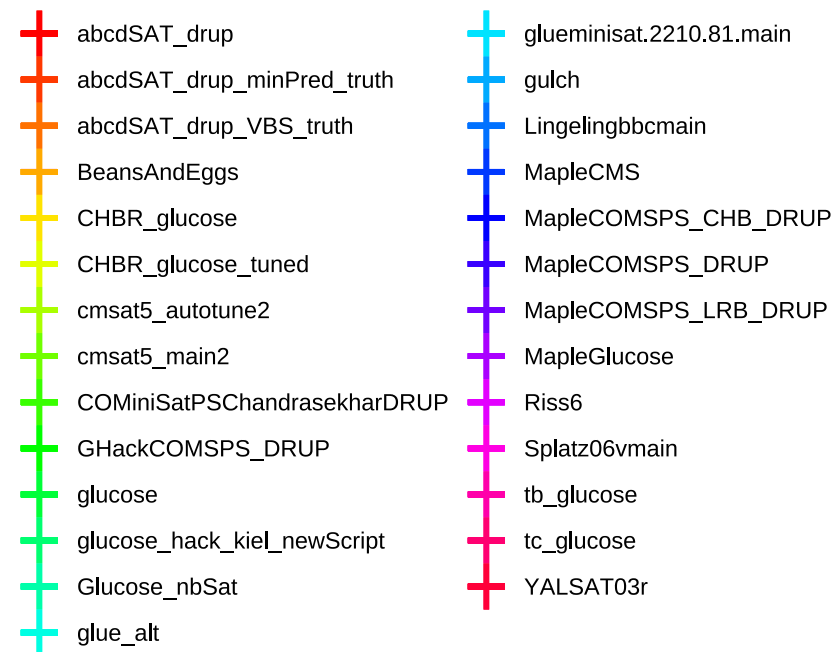 abcdSAT_drup
abcdSAT_drup_minPred_truth
abcdSAT_drup_VBS_truth
BeansAndEggs
CHBR_glucose
CHBR_glucose_tuned
cmsat5_autotune2
cmsat5_main2
COMiniSatPSChandrasekharDRUP
GHackCOMSPS_DRUP
glucose
glucose_hack_kiel_newScript
Glucose_nbSat
glue_alt
glueminisat.2210.81.main
gulch
Lingelingbbcmain
MapleCMS
MapleCOMSPS_CHB_DRUP
MapleCOMSPS_DRUP
MapleCOMSPS_LRB_DRUP
MapleGlucose
Riss6
Splatz06vmain
tb_glucose
tc_glucose
YALSAT03r